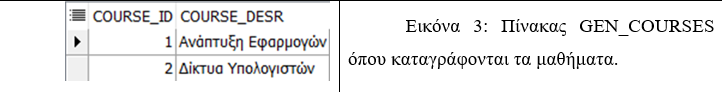 COURSE_ID COURSE_DESR
1 Ανάπτυξη Εφαρμογών
2 Δίκτυα Υπολογιστών
Εικόνα 3: Πίνακας GEN_COURSES
όπου καταγράφονται τα μαθήματα.